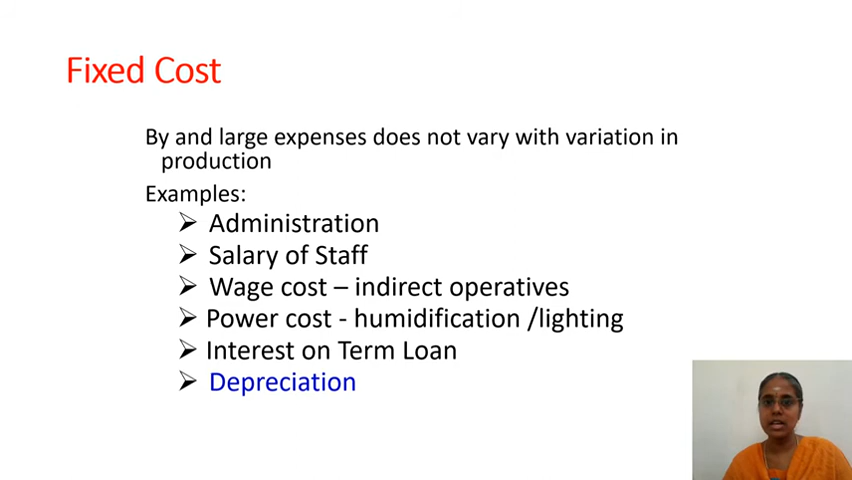 Fixed Cost
By and large expenses does not vary with variation in
production
Examples:
➢ Administration
➢ Salary of Staff
➢ Wage cost – indirect operatives
➢ Power cost - humidification /lighting
➢ Interest on Term Loan
➢ Depreciation